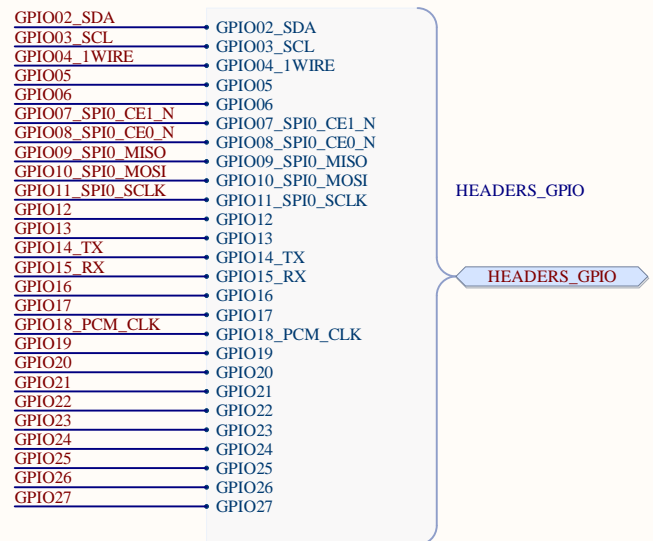 GPIO02_SDA GPIO02_SDA
GPIO03_SCL GPIO03_SCL
GPIO04_1WIRE GPIO04_1WIRE
GPIO05 GPIO05
GPIO06 GPIO06
GPIO07_SPI0_CE1_N GPIO07_SPI0_CE1_N
GPIO08_SPI0_CE0_N GPIO08_SPI0_CE0_N
GPIO09_SPI0_MISO GPIO09_SPI0_MISO
GPIO10_SPI0_MOSI GPIO10_SPI0_MOSI
GPIO11_SPI0_SCLK GPIO11_SPI0_SCLK
HEADERS_GPIO
GPIO12 GPIO12
GPIO13 GPIO13
GPIO14_TX GPIO14_TX
GPIO15_RX GPIO15_RX
HEADERS_GPIO
GPIO16 GPIO16
GPIO17 GPIO17
GPIO18_PCM_CLK GPIO18_PCM_CLK
GPIO19 GPIO19
GPIO20 GPIO20
GPIO21 GPIO21
GPIO22 GPIO22
GPIO23 GPIO23
GPIO24 GPIO24
GPIO25 GPIO25
GPIO26 GPIO26
GPIO27 GPIO27